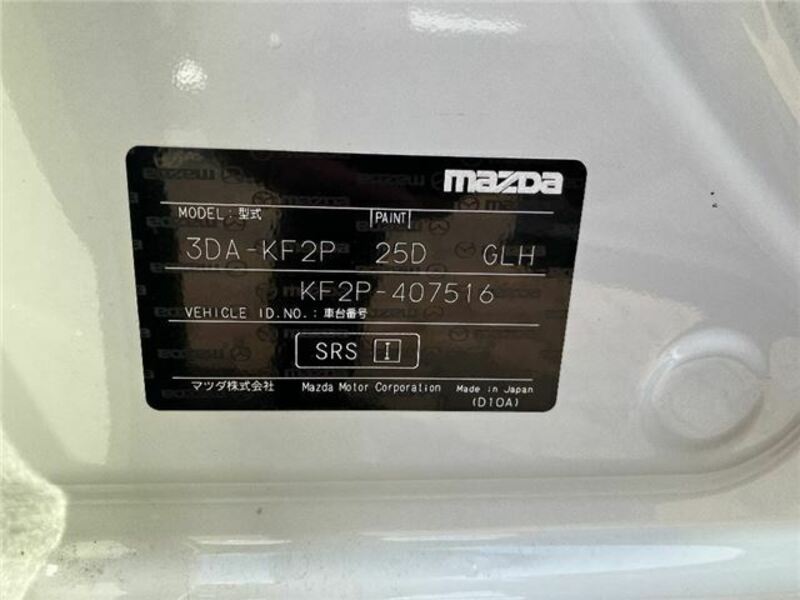 mazda
MODEL:型式 PAINT
3DA-KF2P 25D GLH
KF2P-407516
VEHICLE ID.NO.:車台番号
SRS I
マツダ株式会社 Mazda Motor Corporation Made in Japan
(D10A)